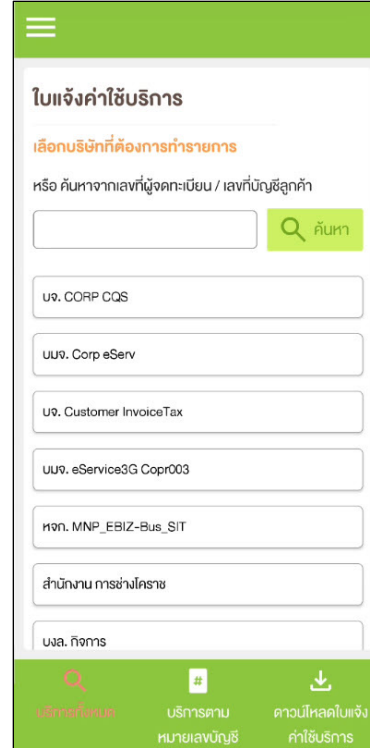 ใบแจ้งค่าใช้บริการ
เลือกบริษัทที่ต้องการทำรายการ
หรือ ค้นหาจากเลขที่ผู้จดทะเบียน / เลขที่บัญชีลูกค้า
ค้นหา
บจ. CORP CQS
บมจ. Corp eServ
บจ. Customer InvoiceTax
บมจ. eService3G Copr003
หจก. MNP_EBIZ-Bus_SIT
สำนักงาน การช่างโคราช
บงล. กิจการ
บริการทั้งหมด
#
บริการตาม
หมายเลขบัญชี
ดาวน์โหลดใบแจ้ง
ค่าใช้บริการ